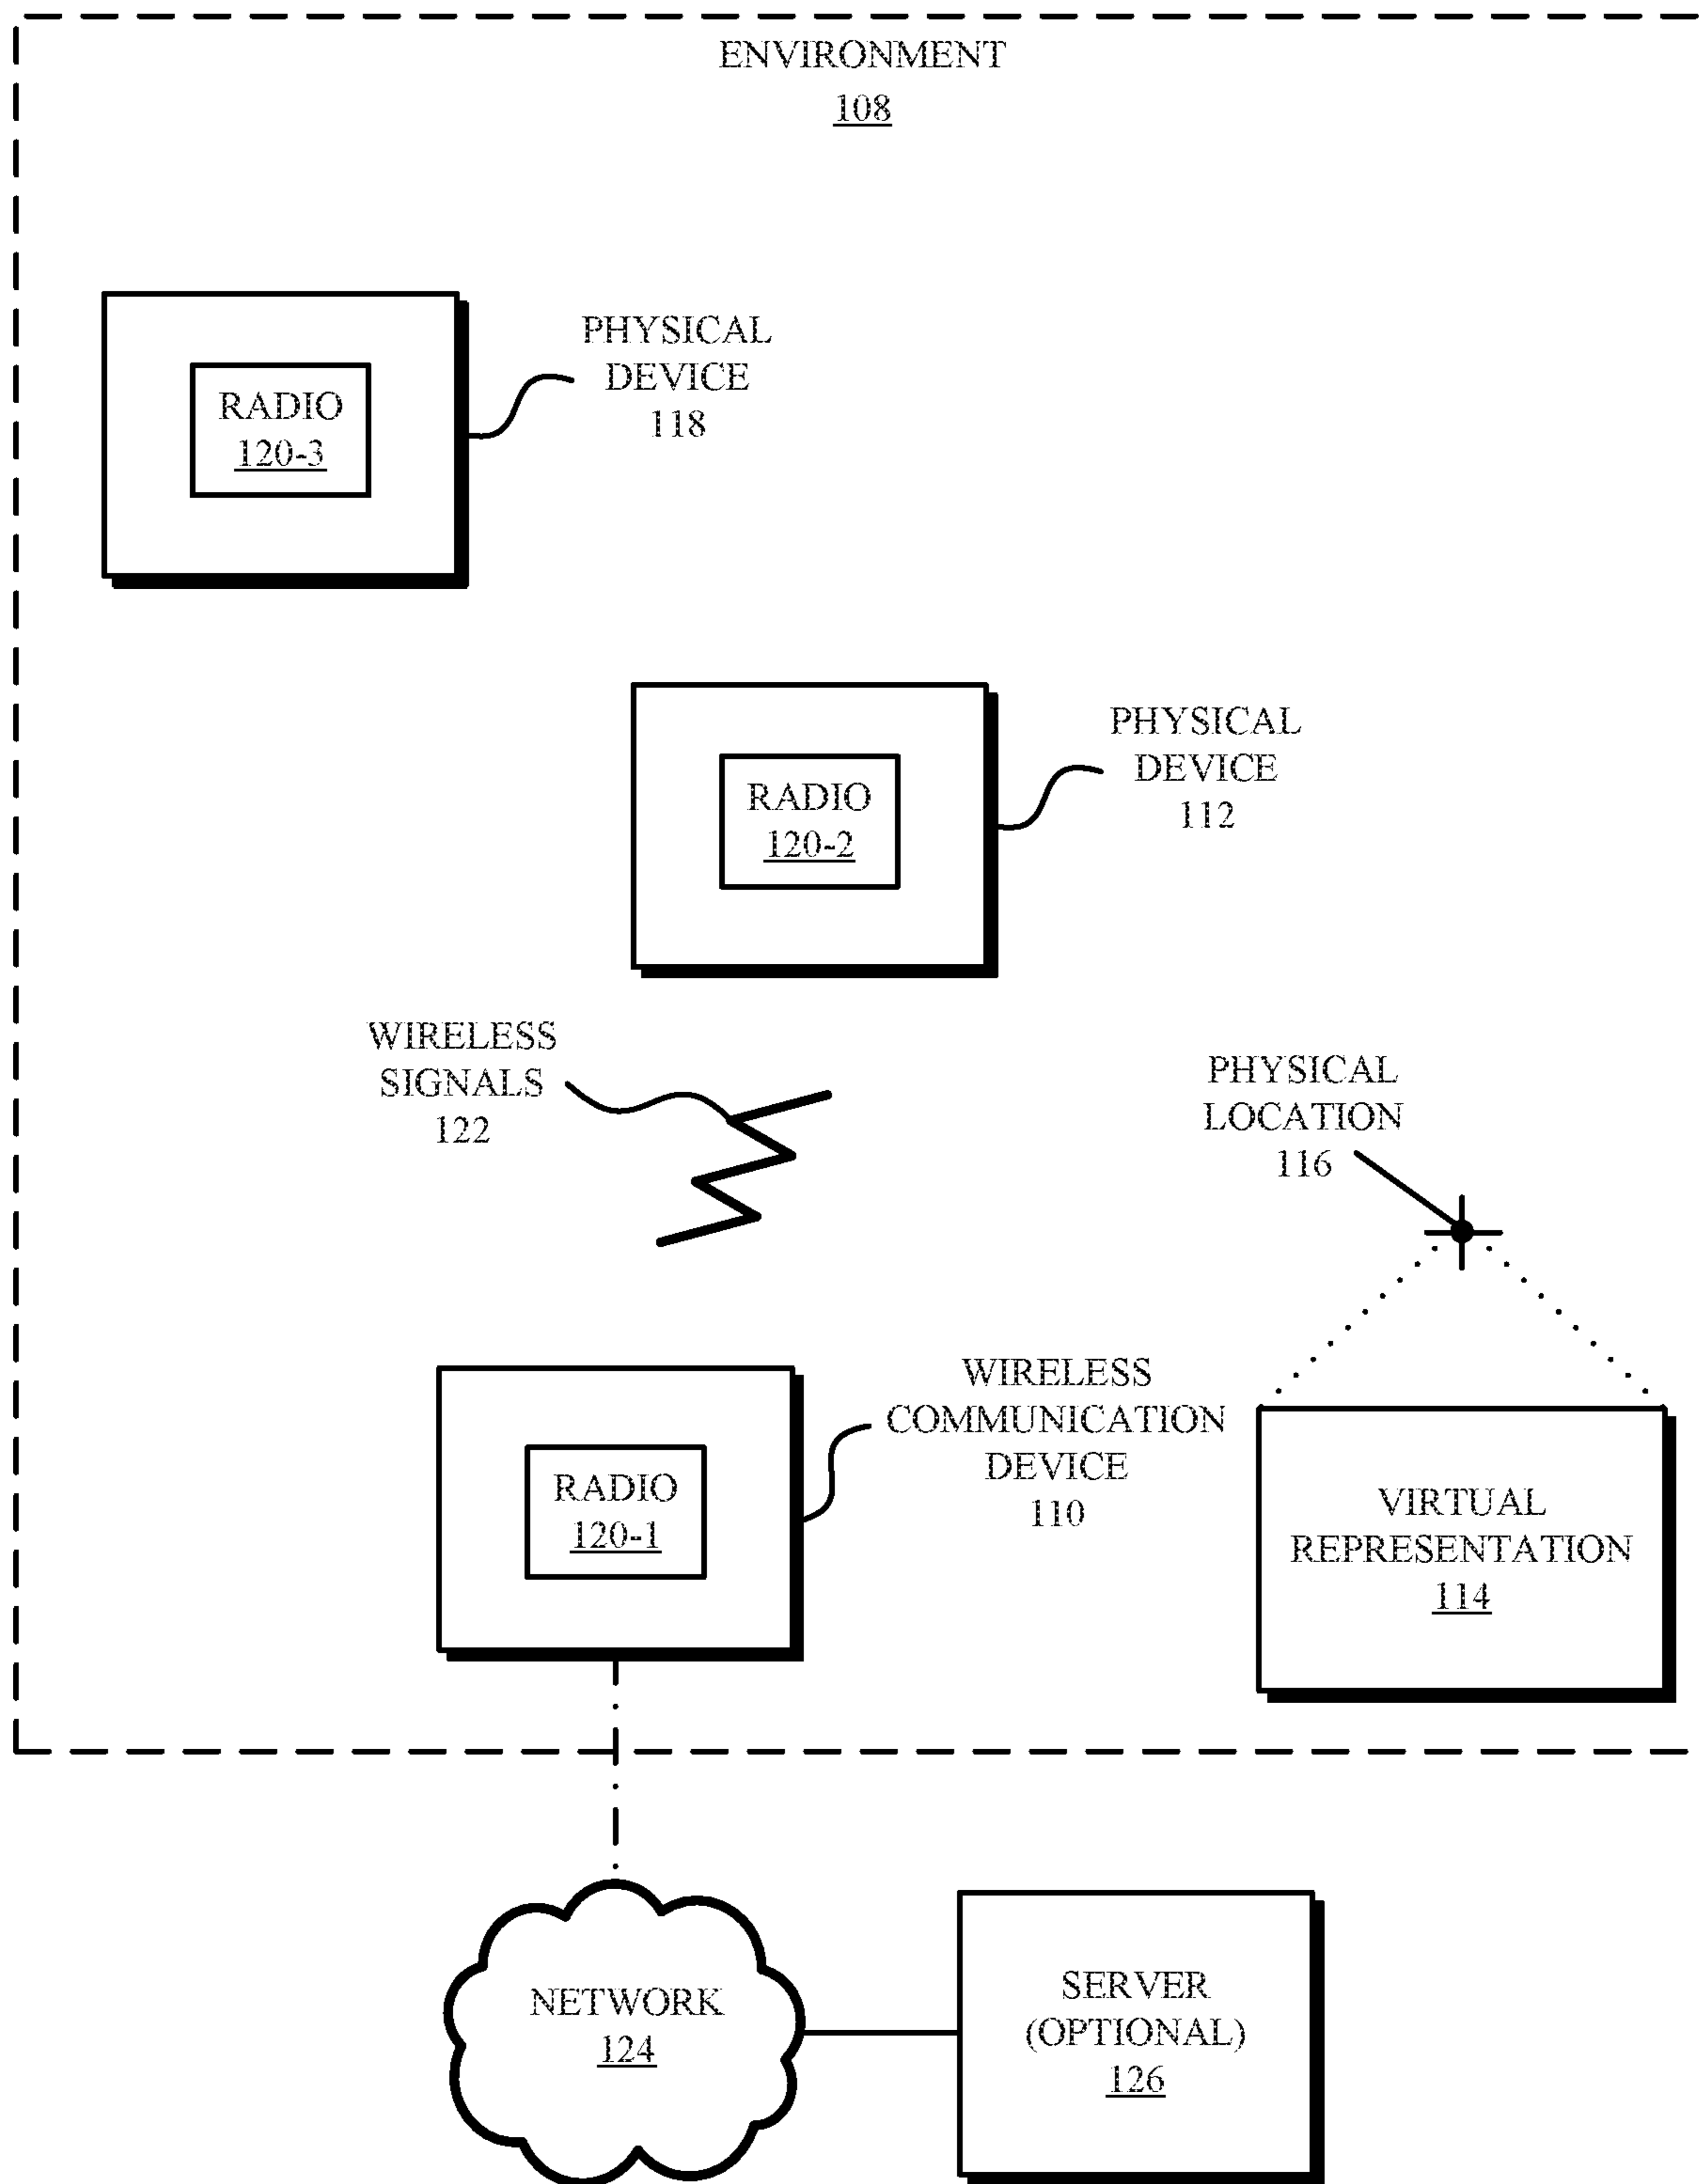 ENVIRONMENT
108
PHYSICAL
DEVICE
118
RADIO
120-3
PHYSICAL
DEVICE
112
RADIO
120-2
WIRELESS
SIGNALS
122
PHYSICAL
LOCATION
116
WIRELESS
COMMUNICATION
DEVICE
110
RADIO
120-1
VIRTUAL
REPRESENTATION
114
NETWORK
124
SERVER
(OPTIONAL)
126